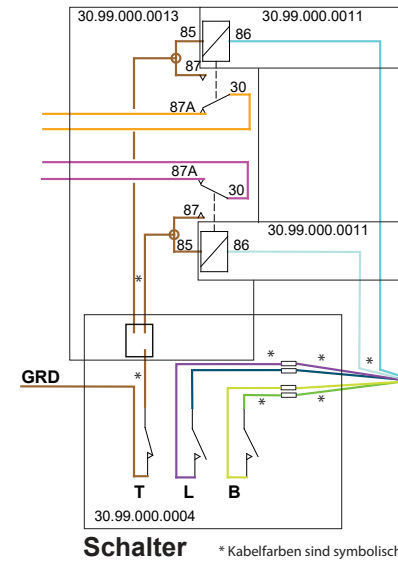 30.99.000.0013
30.99.000.0011
85
86
87
30
87A
87A
30
87
30.99.000.0011
85
86
*
*
*
*
*
*
*
GRD
T
L
B
30.99.000.0004
Schalter
* Kabelfarben sind symbolisch